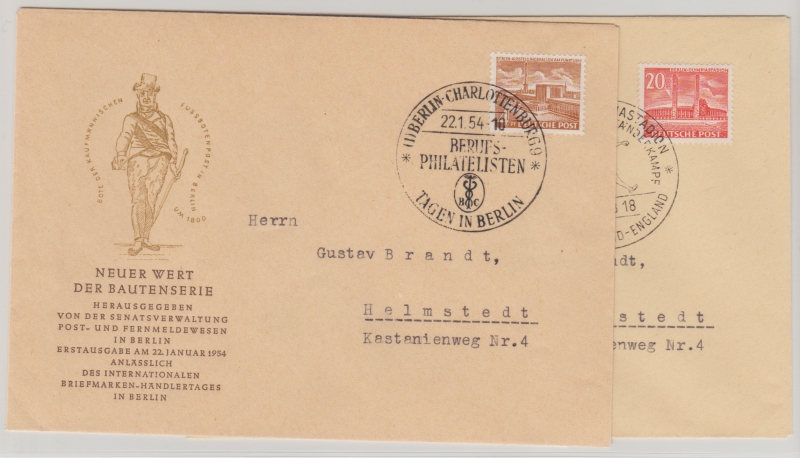 BOTE DER KAUFMÄNNISCHEN FUSSBOTENPOST IN BERLIN UM 1800
NEUER WERT
DER BAUTENSERIE
HERAUSGEGEBEN
VON DER SENATSVERWALTUNG
POST- UND FERNMELDEWESEN
IN BERLIN
ERSTAUSGABE AM 22. JANUAR 1954
ANLÄSSLICH
DES INTERNATIONALEN
BRIEFMARKEN-HÄNDLERTAGES
IN BERLIN
DEUTSCHE POST
* (1) BERLIN-CHARLOTTENBURG 9 *
22.1.54-10
BERUFS-
PHILATELISTEN
TAGEN IN BERLIN
Herrn
Gustav Brandt,
Helmstedt
Kastanienweg Nr.4
20
DEUTSCHE POST
ANDERKAMPF
18
D-ENGLAND
dt,
stedt
g Nr.4